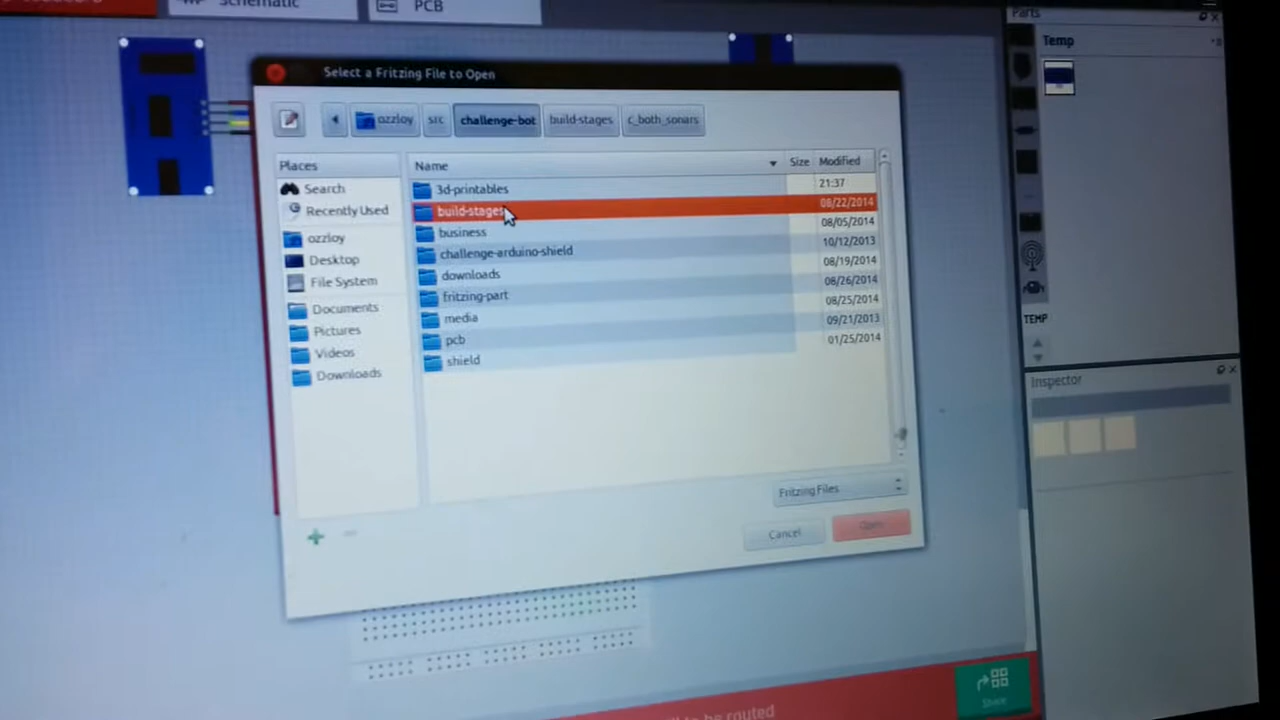 Schematic
PCB
Parts
Select a Fritzing File to Open
Temp
ozzloy
src
challenge-bot
build-stages
c_both_sonars
Places
Name
Size
Modified
Search
3d-printables
21:37
Recently Used
build-stages
08/22/2014
ozzloy
business
08/05/2014
Desktop
challenge-arduino-shield
10/12/2013
File System
downloads
08/19/2014
Documents
fritzing-part
08/26/2014
Pictures
media
08/25/2014
Videos
pcb
09/21/2013
Downloads
shield
01/25/2014
TEMP
Inspector
Fritzing Files
Cancel
Open
Share
to be routed